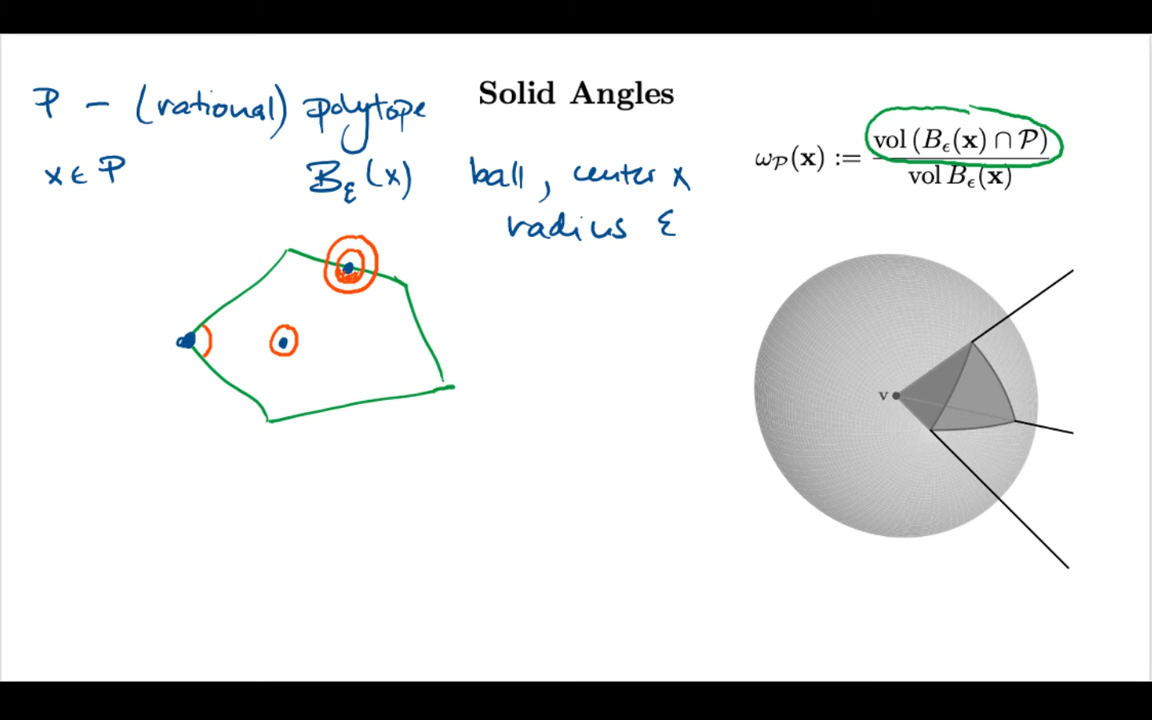 Solid Angles
P - (rational) polytope
x ∈ P B_ε(x) ball, center x
radius ε
ω_𝒫(x) := vol (B_ϵ(x) ∩ 𝒫)
vol B_ϵ(x)
v